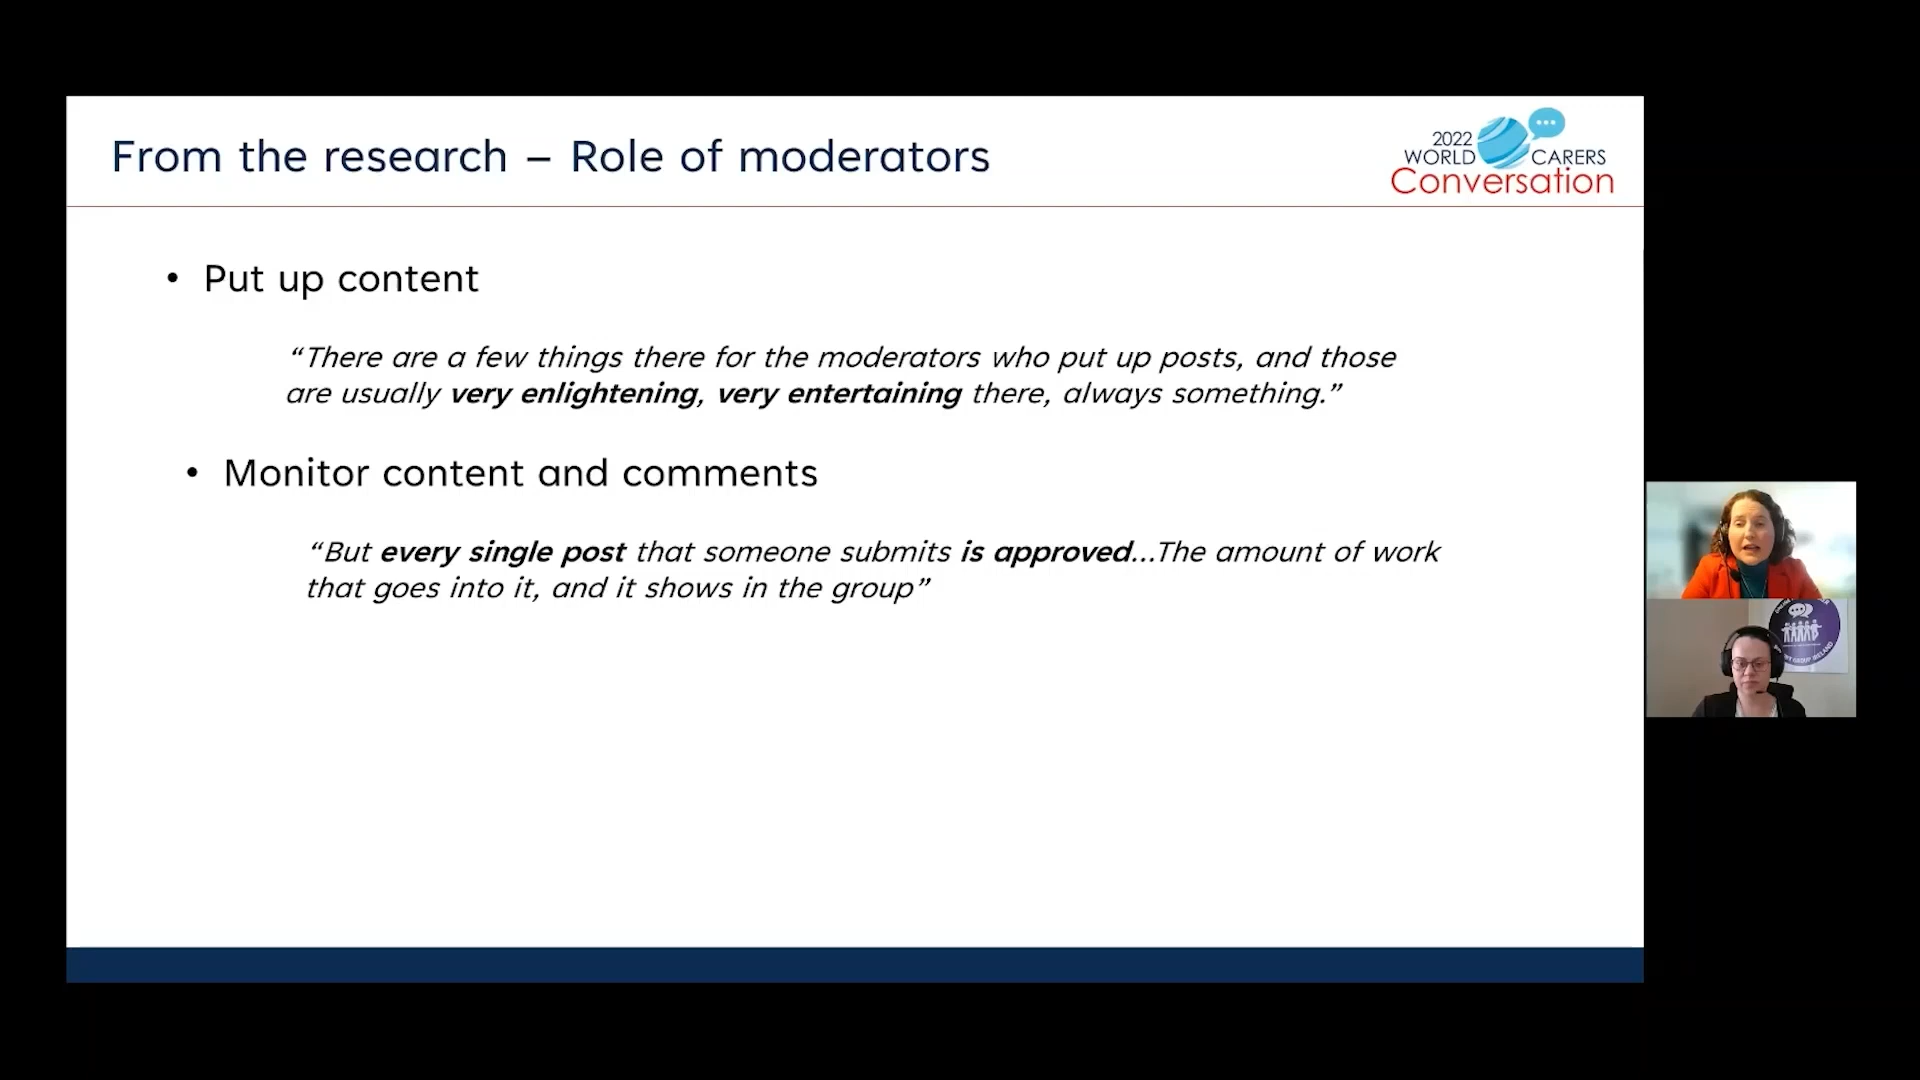 From the research – Role of moderators
2022
WORLD CARERS
Conversation
• Put up content
“There are a few things there for the moderators who put up posts, and those
are usually very enlightening, very entertaining there, always something.”
• Monitor content and comments
“But every single post that someone submits is approved...The amount of work
that goes into it, and it shows in the group”
GROUP IRELAND